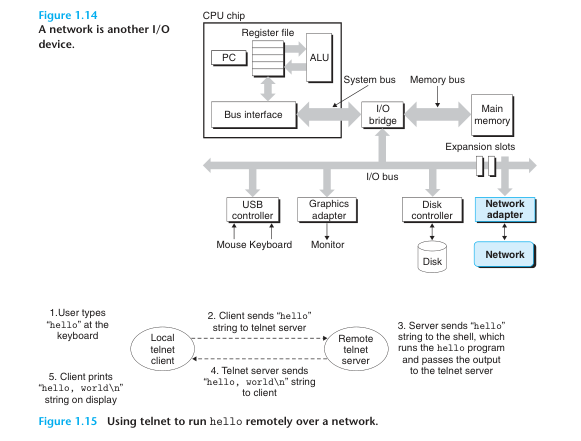 Figure 1.14
A network is another I/O
device.
CPU chip
Register file
PC
ALU
System bus
Memory bus
Bus interface
I/O
bridge
Main
memory
Expansion slots
I/O bus
USB
controller
Graphics
adapter
Disk
controller
Network
adapter
Mouse Keyboard
Monitor
Disk
Network
1.User types
"hello" at the
keyboard
2. Client sends "hello"
string to telnet server
Local
telnet
client
Remote
telnet
server
3. Server sends "hello"
string to the shell, which
runs the hello program
and passes the output
to the telnet server
4. Telnet server sends
"hello, world\n" string
to client
5. Client prints
"hello, world\n"
string on display
Figure 1.15 Using telnet to run hello remotely over a network.